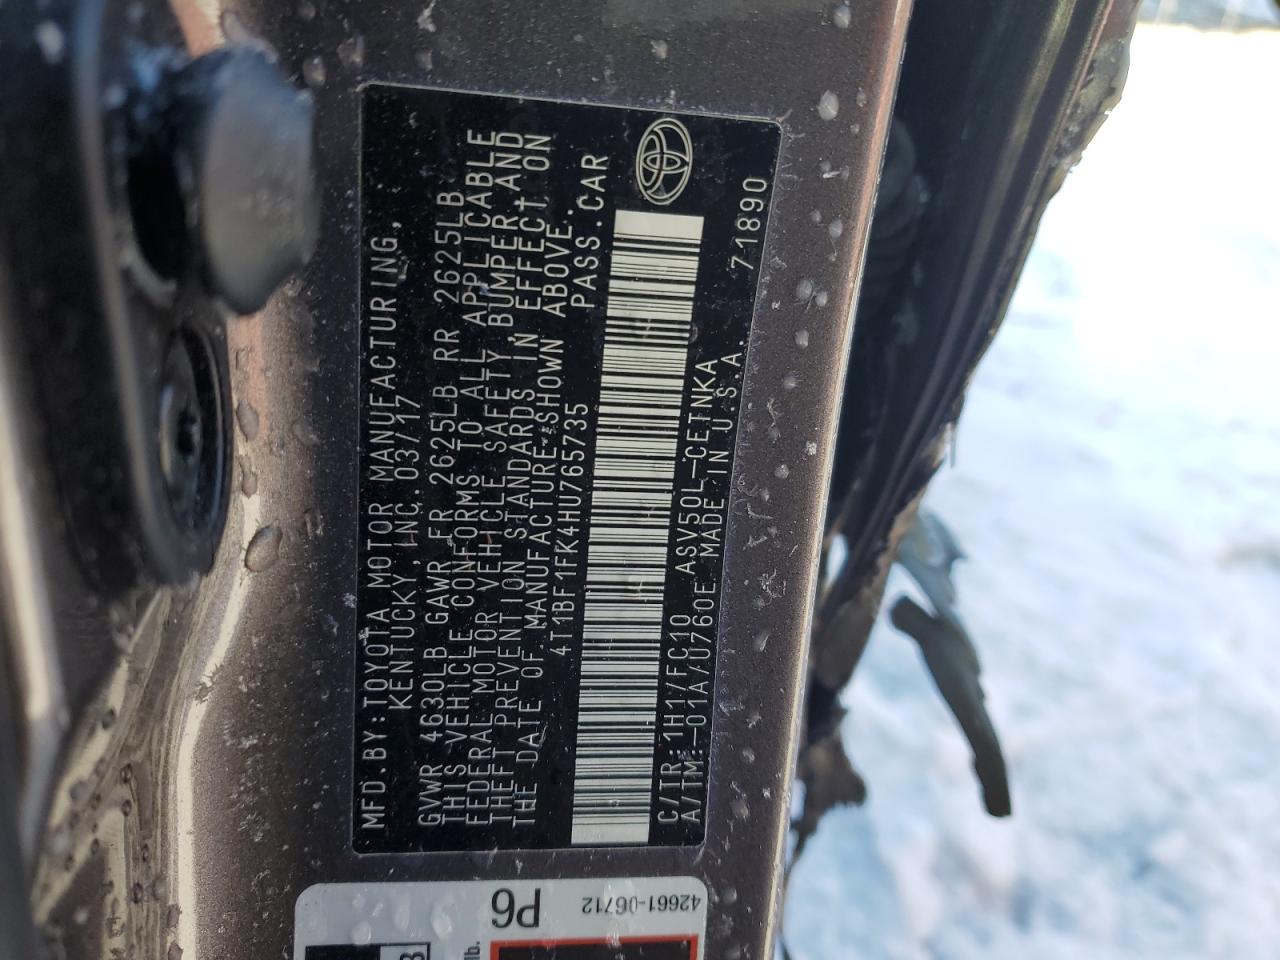 MFD.BY:TOYOTA MOTOR MANUFACTURING,
KENTUCKY,INC. 03/17
GVWR 4630LB GAWR FR 2625LB RR 2625LB
THIS VEHICLE CONFORMS TO ALL APPLICABLE
FEDERAL MOTOR VEHICLE SAFETY, BUMPER,AND
THEFT PREVENTION STANDARDS IN EFFECT ON
THE DATE OF MANUFACTURE SHOWN ABOVE.
4T1BF1FK4HU765735 PASS.CAR
C/TR:1H1/FC10 ASV50L-CETNKA
A/TM:-01A/U760E MADE IN U.S.A.
71890
P6
42661-06712
lb.